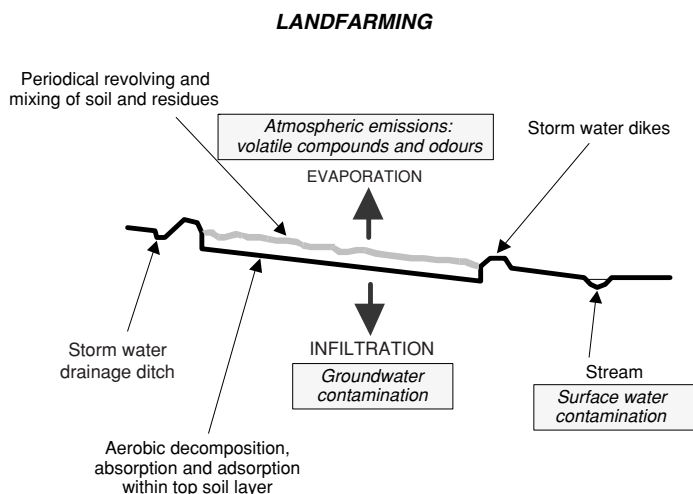 LANDFARMING
Periodical revolving and
mixing of soil and residues
Atmospheric emissions:
volatile compounds and odours
EVAPORATION
Storm water dikes
Storm water
drainage ditch
INFILTRATION
Groundwater
contamination
Stream
Surface water
contamination
Aerobic decomposition,
absorption and adsorption
within top soil layer